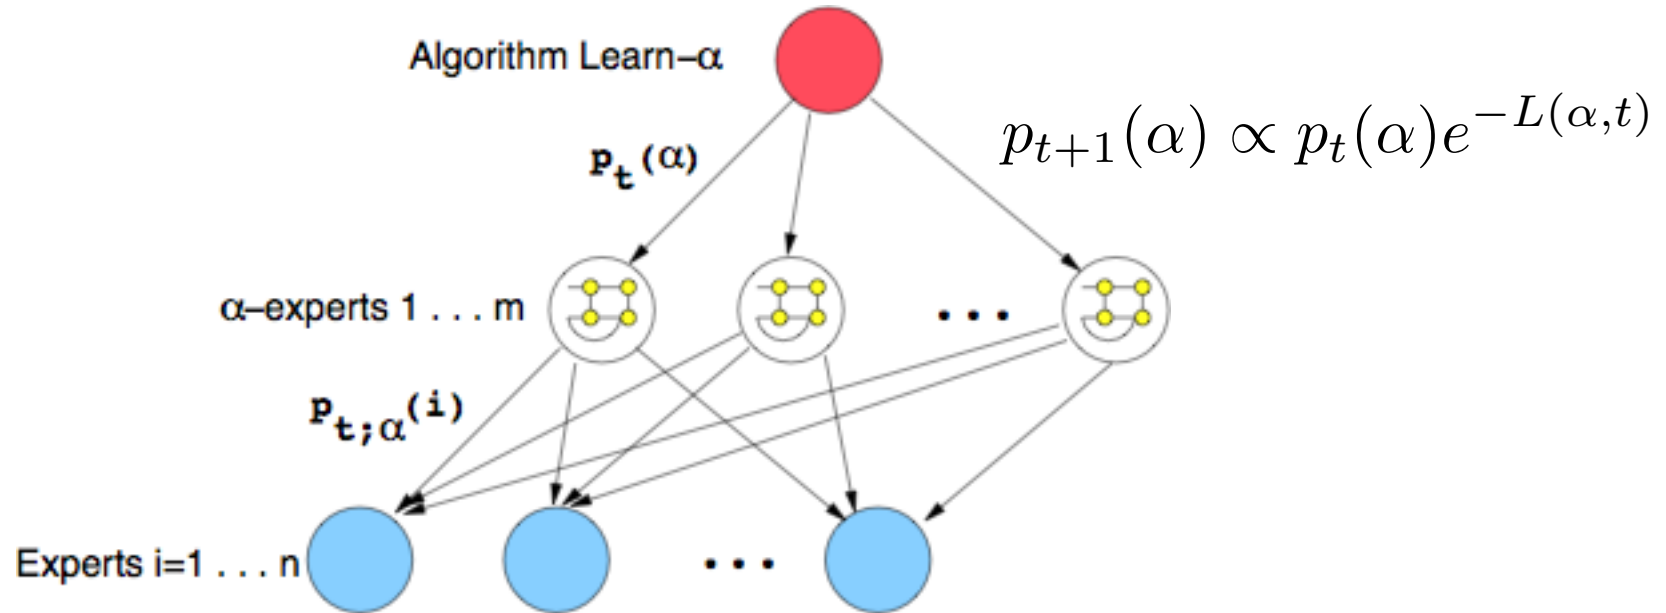 Algorithm Learn–α
p_{t+1}(α) ∝ p_t(α)e^{−L(α,t)}
p_t(α)
α–experts 1 . . . m
. . .
p_{t;α}(i)
Experts i=1 . . . n
. . .